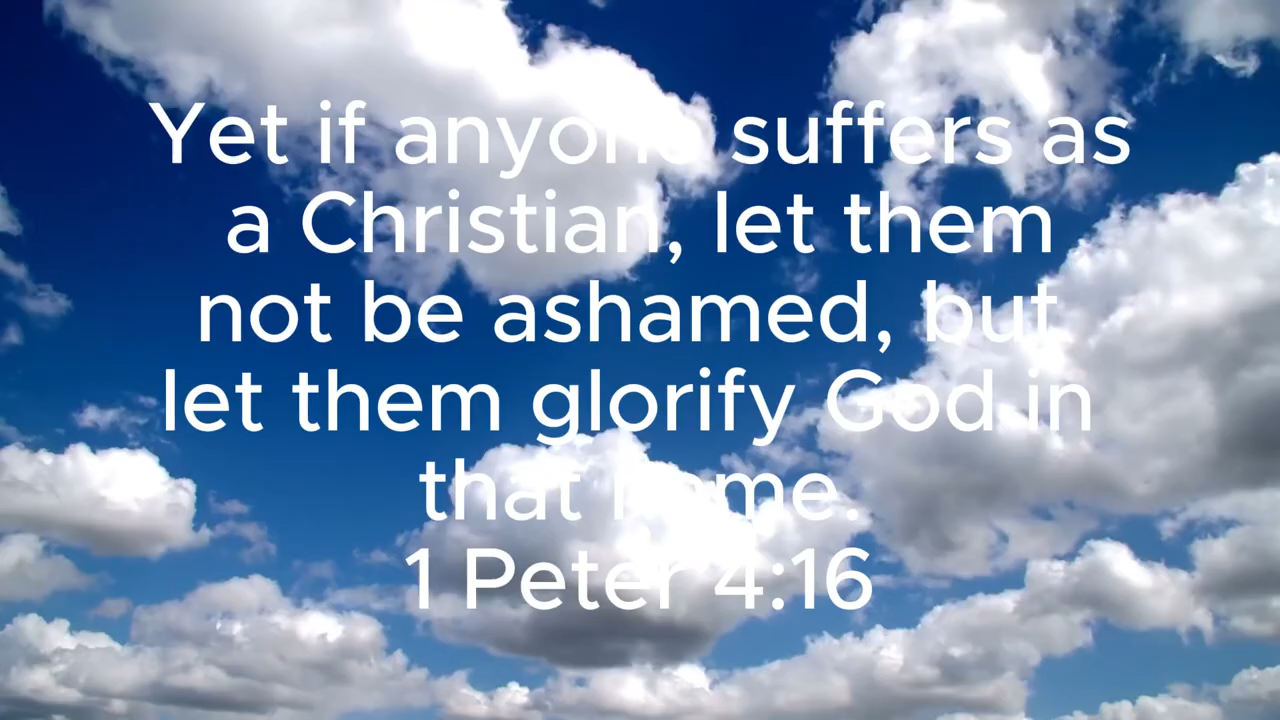 Yet if anyone suffers as
a Christian, let them
not be ashamed, but
let them glorify God in
that name.
1 Peter 4:16